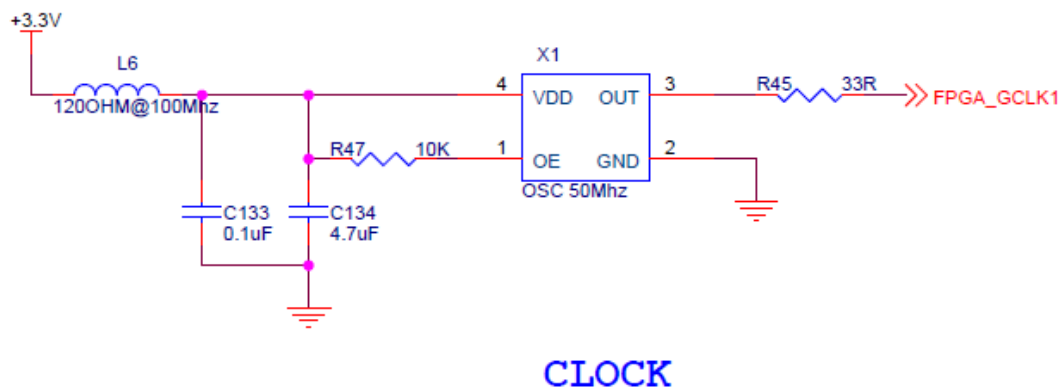 +3.3V
L6
120OHM@100Mhz
X1
4
VDD
OUT
3
R45
33R
FPGA_GCLK1
R47
10K
1
OE
GND
2
OSC 50Mhz
C133
0.1uF
C134
4.7uF
CLOCK